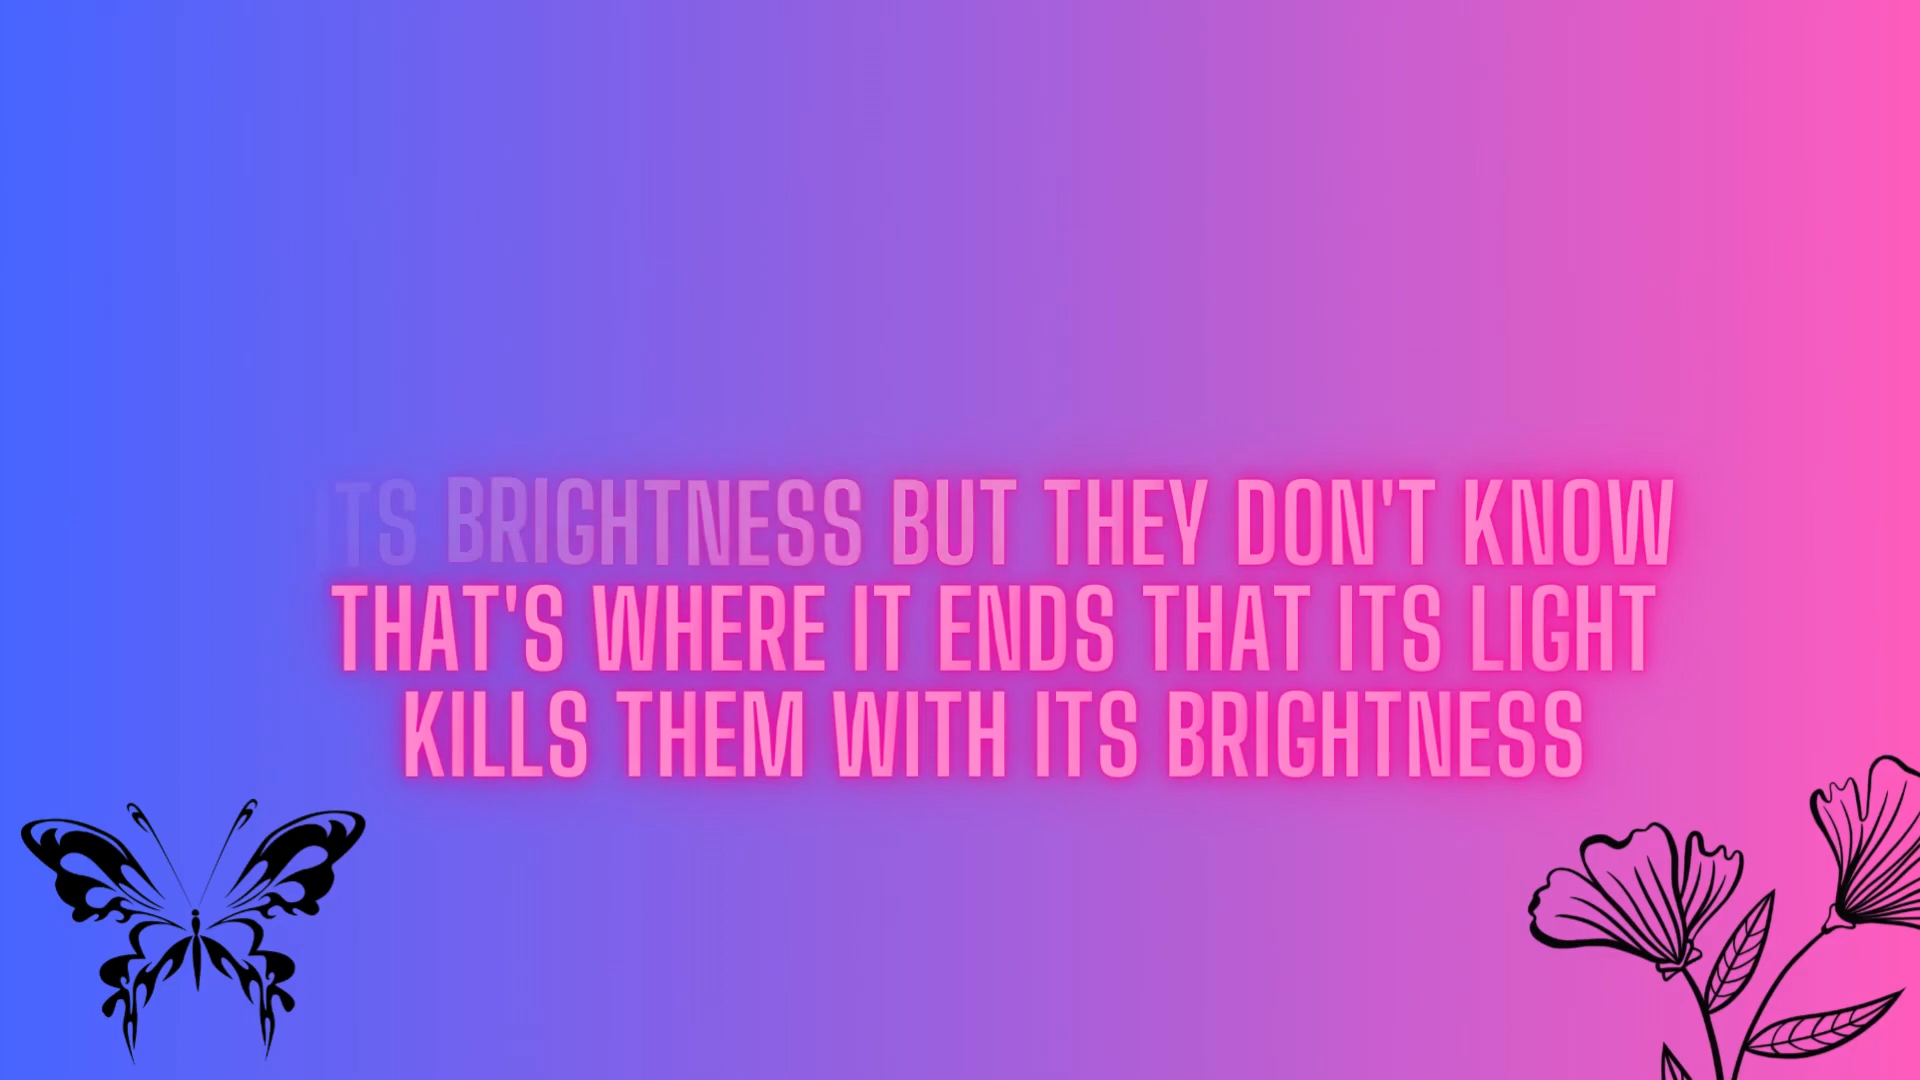 ITS BRIGHTNESS BUT THEY DON'T KNOW
THAT'S WHERE IT ENDS THAT ITS LIGHT
KILLS THEM WITH ITS BRIGHTNESS